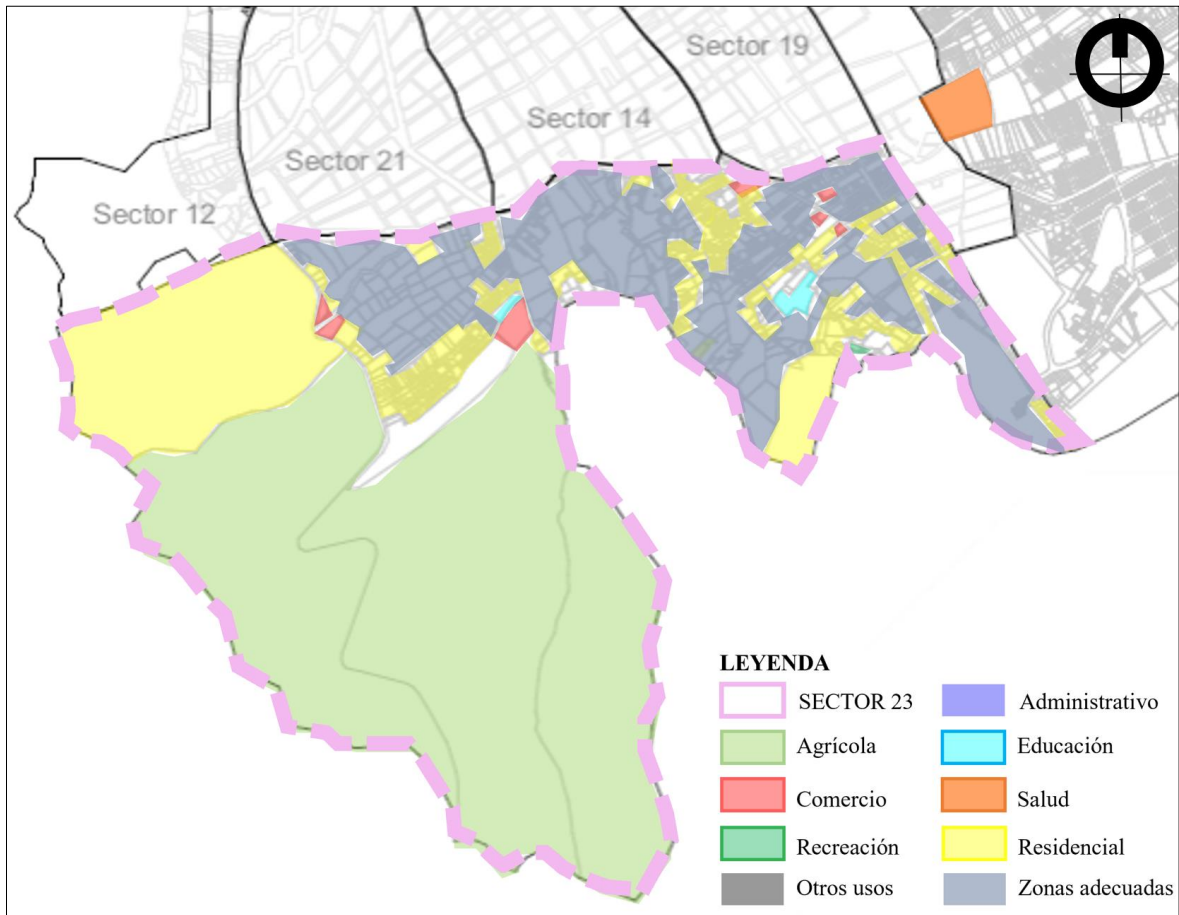 Sector 19
Sector 14
Sector 21
Sector 12
LEYENDA
SECTOR 23
Administrativo
Agrícola
Educación
Comercio
Salud
Recreación
Residencial
Otros usos
Zonas adecuadas